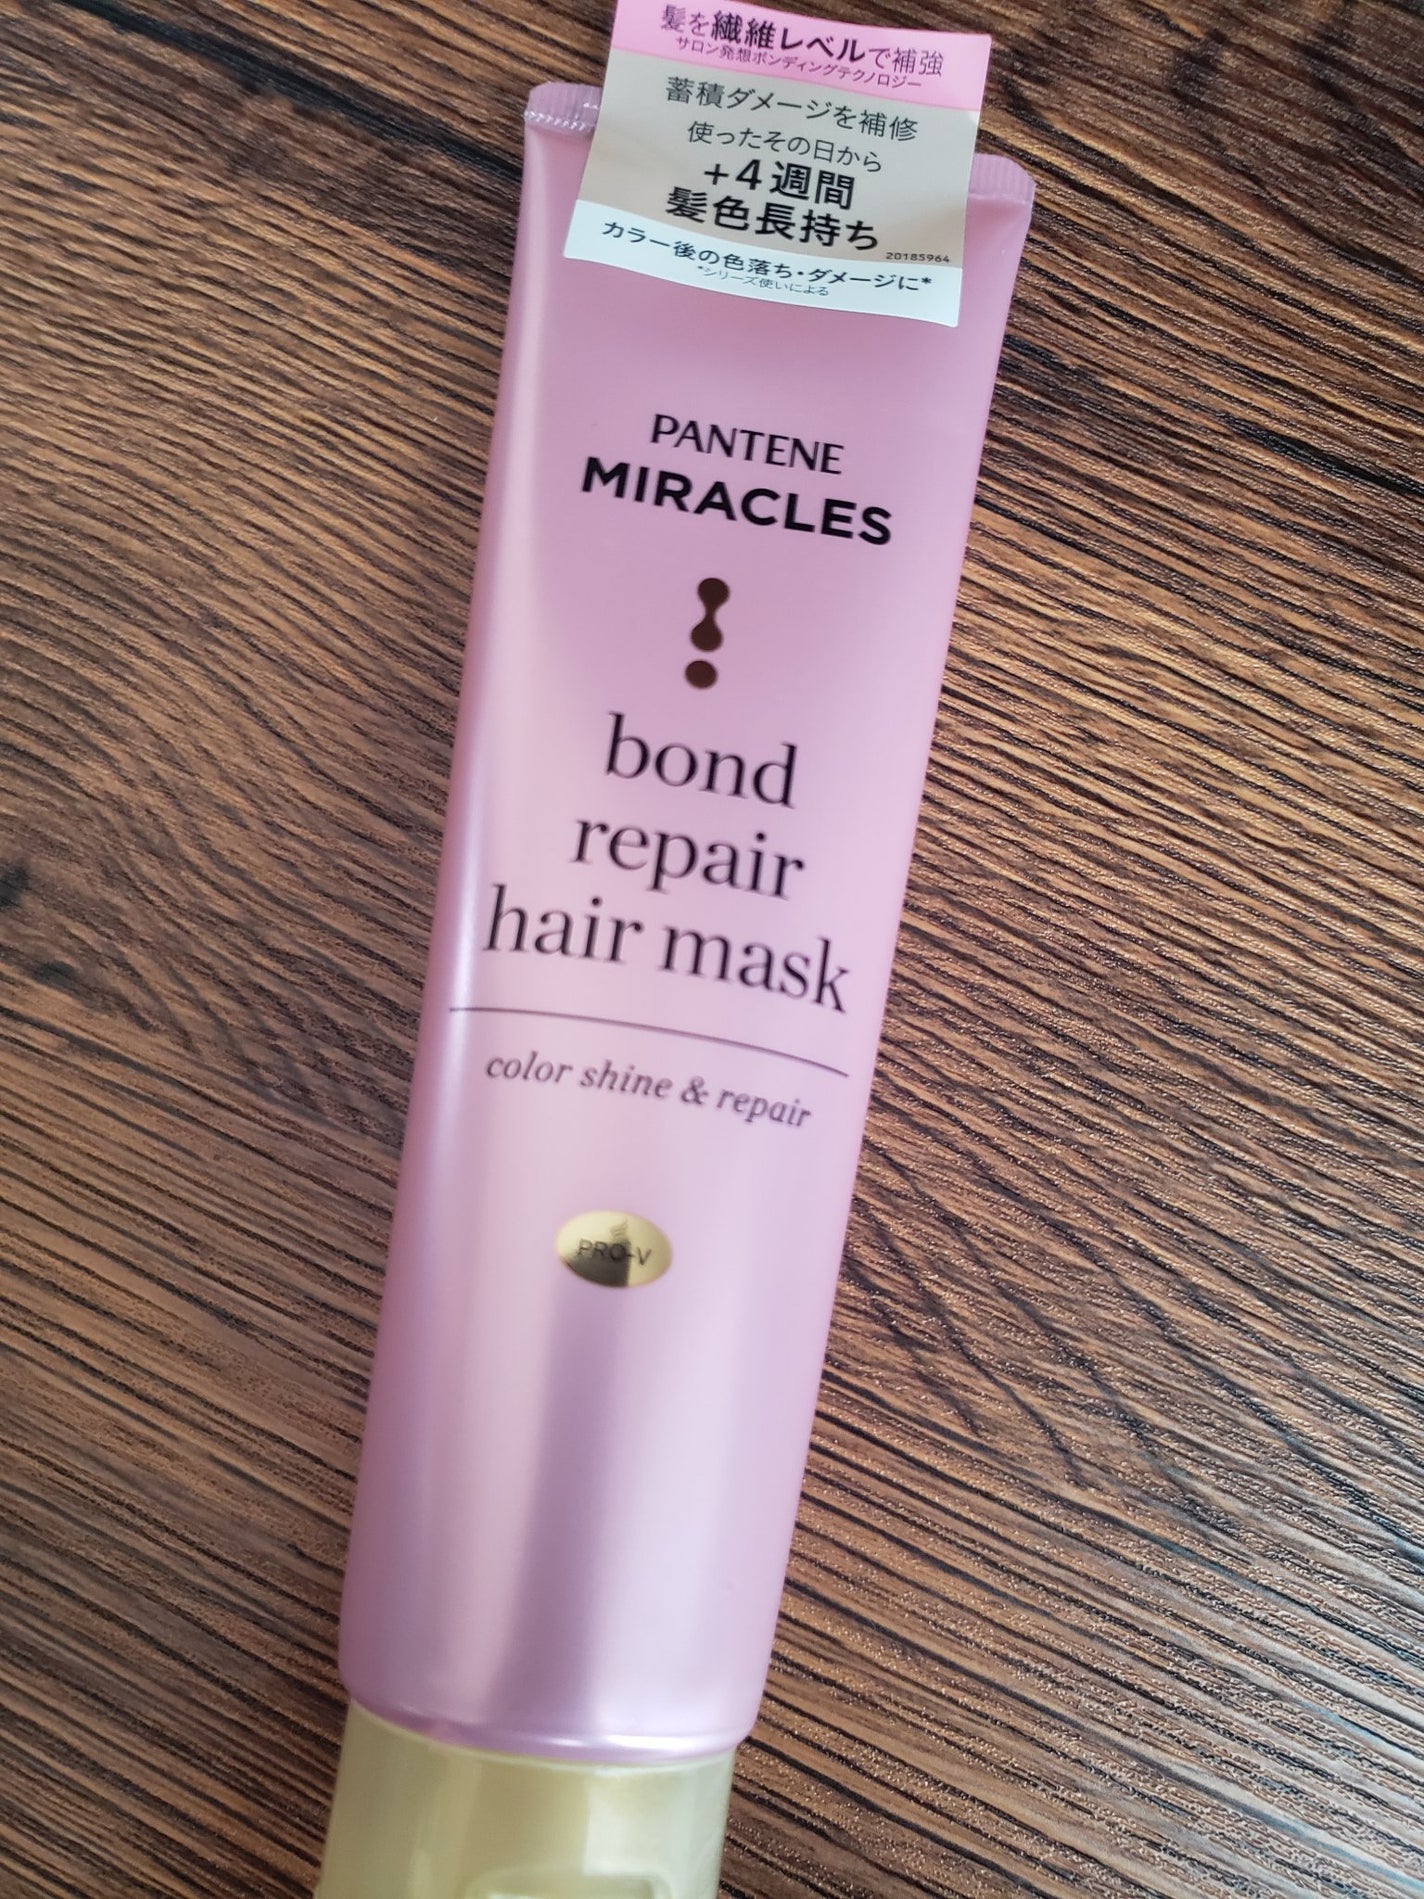 髪を繊維レベルで補強
サロン発想ボンディングテクノロジー
蓄積ダメージを補修
使ったその日から
+4週間
髪色長持ち
20185964
カラー後の色落ち・ダメージに*
*シリーズ使いによる
PANTENE
MIRACLES
bond
repair
hair mask
color shine & repair
PRO-V